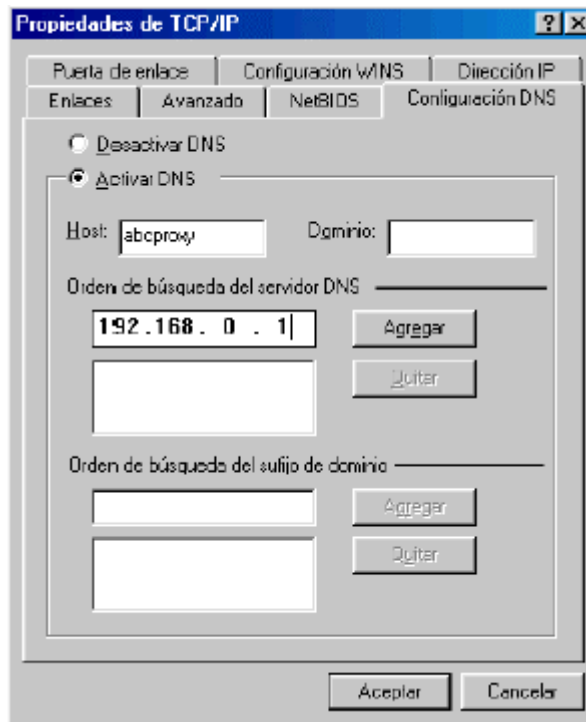 Propiedades de TCP/IP
Puerta de enlace Configuración WINS Dirección IP
Enlaces Avanzado NetBIOS Configuración DNS
Desactivar DNS
Activar DNS
Host: abcproxy Dominio:
Orden de búsqueda del servidor DNS
192.168. 0 . 1 Agregar
Quitar
Orden de búsqueda del sufijo de dominio
Agregar
Quitar
Aceptar Cancelar